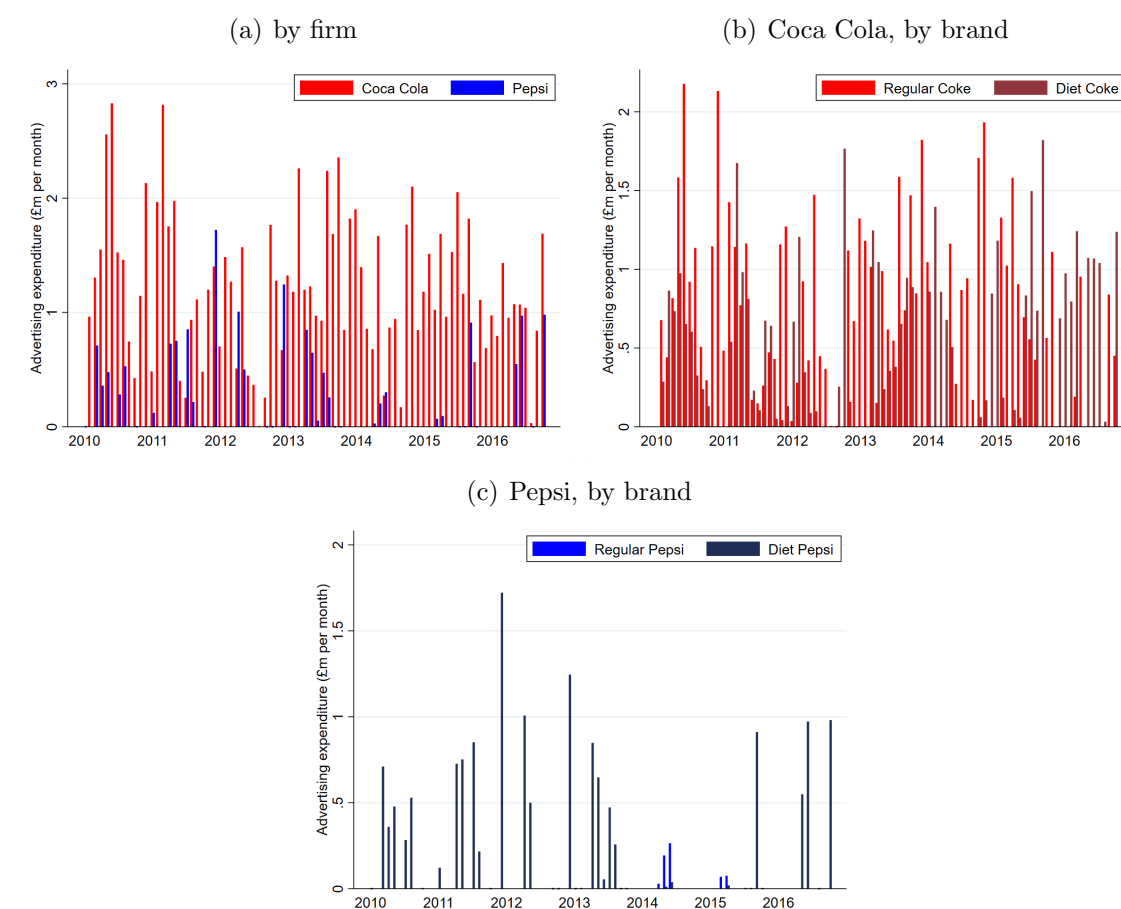 (a) by firm
(b) Coca Cola, by brand
Coca Cola
Pepsi
Advertising expenditure (£m per month)
3
2
1
0
2010 2011 2012 2013 2014 2015 2016
Regular Coke
Diet Coke
Advertising expenditure (£m per month)
2
1.5
1
.5
0
2010 2011 2012 2013 2014 2015 2016
(c) Pepsi, by brand
Regular Pepsi
Diet Pepsi
Advertising expenditure (£m per month)
2
1.5
1
.5
0
2010 2011 2012 2013 2014 2015 2016